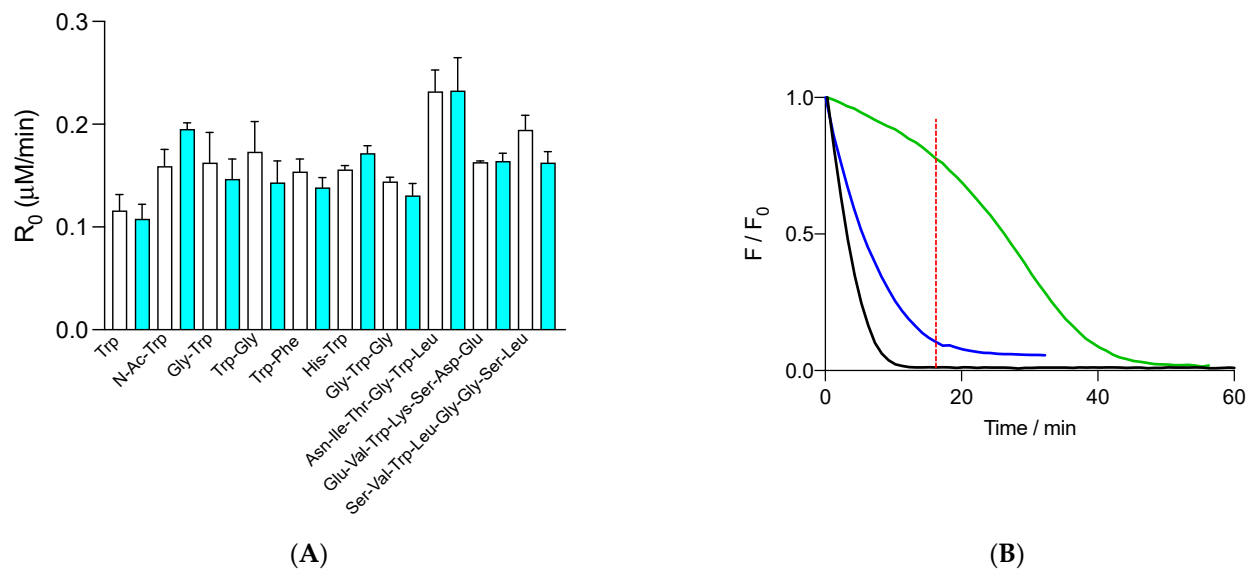 0.3
0.2
0.1
0.0
R0 (μM/min)
Trp
N-Ac-Trp
Gly-Trp
Trp-Gly
Trp-Phe
His-Trp
Gly-Trp-Gly
Asn-Ile-Thr-Gly-Trp-Leu
Glu-Val-Trp-Lys-Ser-Asp-Glu
Ser-Val-Trp-Leu-Gly-Gly-Ser-Leu
(A)
1.0
0.5
0.0
F / F0
0 20 40 60
Time / min
(B)